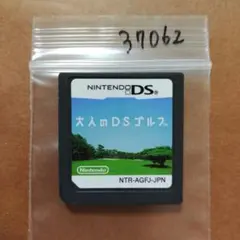 37062
NINTENDO DS
大人のDSゴルフ
Nintendo
NTR-AGFJ-JPN